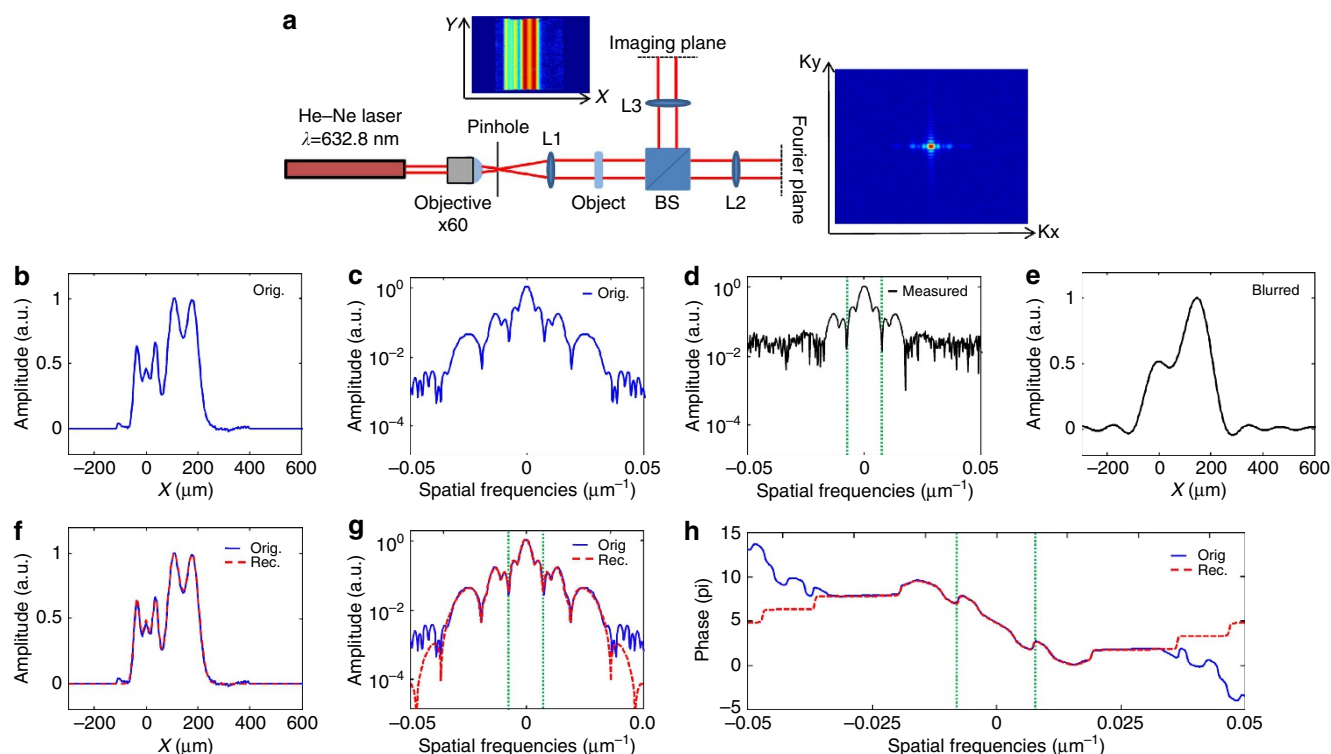 a
Y
X
Imaging plane
L3
Ky
Kx
Fourier plane
He–Ne laser
λ=632.8 nm
Pinhole
L1
Objective
x60
Object
BS
L2
b
Orig.
Amplitude (a.u.)
1
0.5
0
−200
0
200
400
600
X (μm)
c
Orig.
Amplitude (a.u.)
10⁰
10⁻²
10⁻⁴
−0.05
0
0.05
Spatial frequencies (μm⁻¹)
d
Measured
Amplitude (a.u.)
10⁰
10⁻²
10⁻⁴
−0.05
0
0.05
Spatial frequencies (μm⁻¹)
e
Blurred
Amplitude (a.u.)
1
0.5
0
−200
0
200
400
600
X (μm)
f
Orig.
Rec.
Amplitude (a.u.)
1
0.5
0
−200
0
200
400
600
X (μm)
g
Orig
Rec.
Amplitude (a.u.)
10⁰
10⁻²
10⁻⁴
−0.05
0
0.0
Spatial frequencies (μm⁻¹)
h
Orig
Rec.
Phase (pi)
15
10
5
0
−5
−0.05
−0.025
0
0.025
0.05
Spatial frequencies (μm⁻¹)